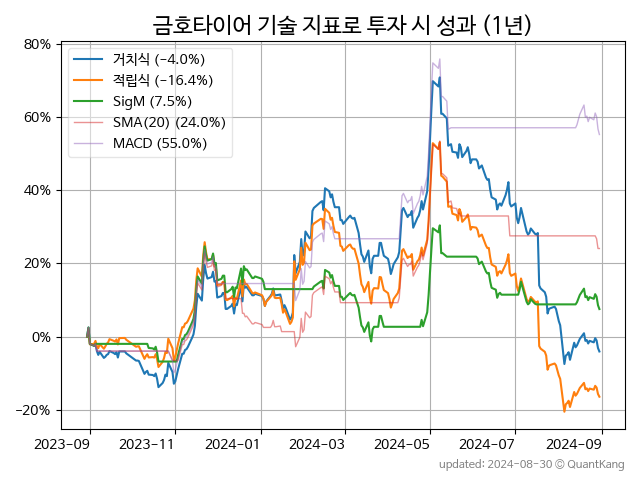 금호타이어 기술 지표로 투자 시 성과 (1년)
80%
60%
40%
20%
0%
−20%
거치식 (−4.0%)
적립식 (−16.4%)
SigM (7.5%)
SMA(20) (24.0%)
MACD (55.0%)
2023−09
2023−11
2024−01
2024−03
2024−05
2024−07
2024−09
updated: 2024-08-30 © QuantKang